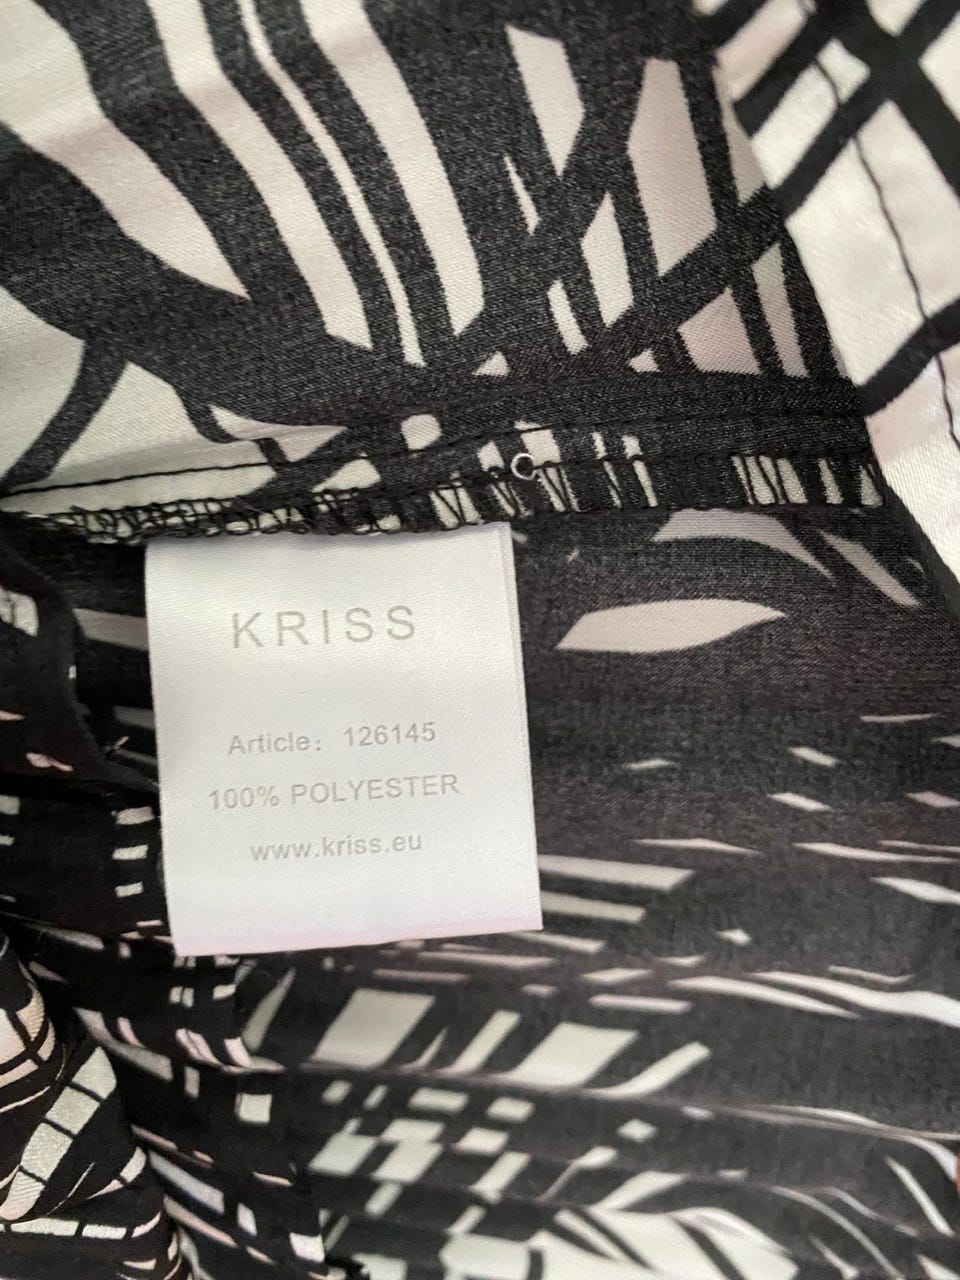 KRISS
Article: 126145
100% POLYESTER
www.kriss.eu